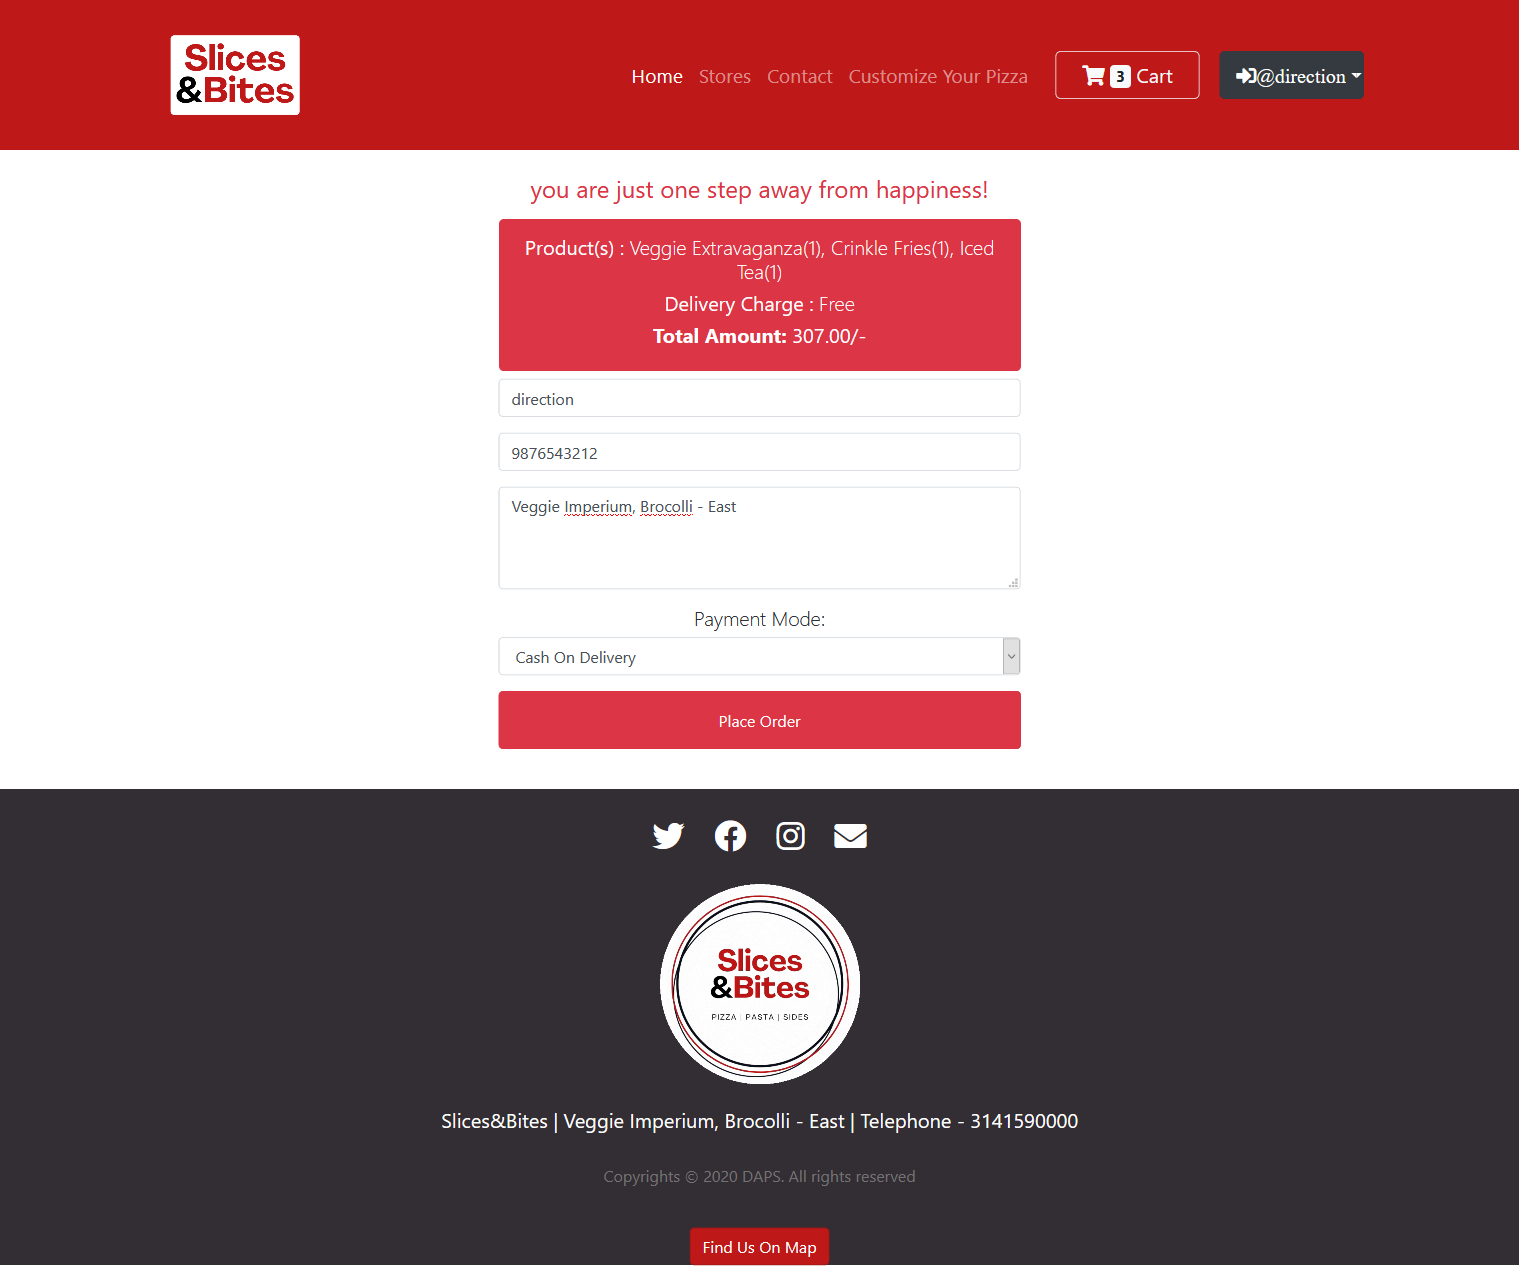 Slices
&Bites
Home Stores Contact Customize Your Pizza 3 Cart @direction
you are just one step away from happiness!
Product(s) : Veggie Extravaganza(1), Crinkle Fries(1), Iced
Tea(1)
Delivery Charge : Free
Total Amount: 307.00/-
direction
9876543212
Veggie Imperium, Brocolli - East
Payment Mode:
Cash On Delivery
Place Order
Slices
&Bites
PIZZA | PASTA | SIDES
Slices&Bites | Veggie Imperium, Brocolli - East | Telephone - 3141590000
Copyrights © 2020 DAPS. All rights reserved
Find Us On Map